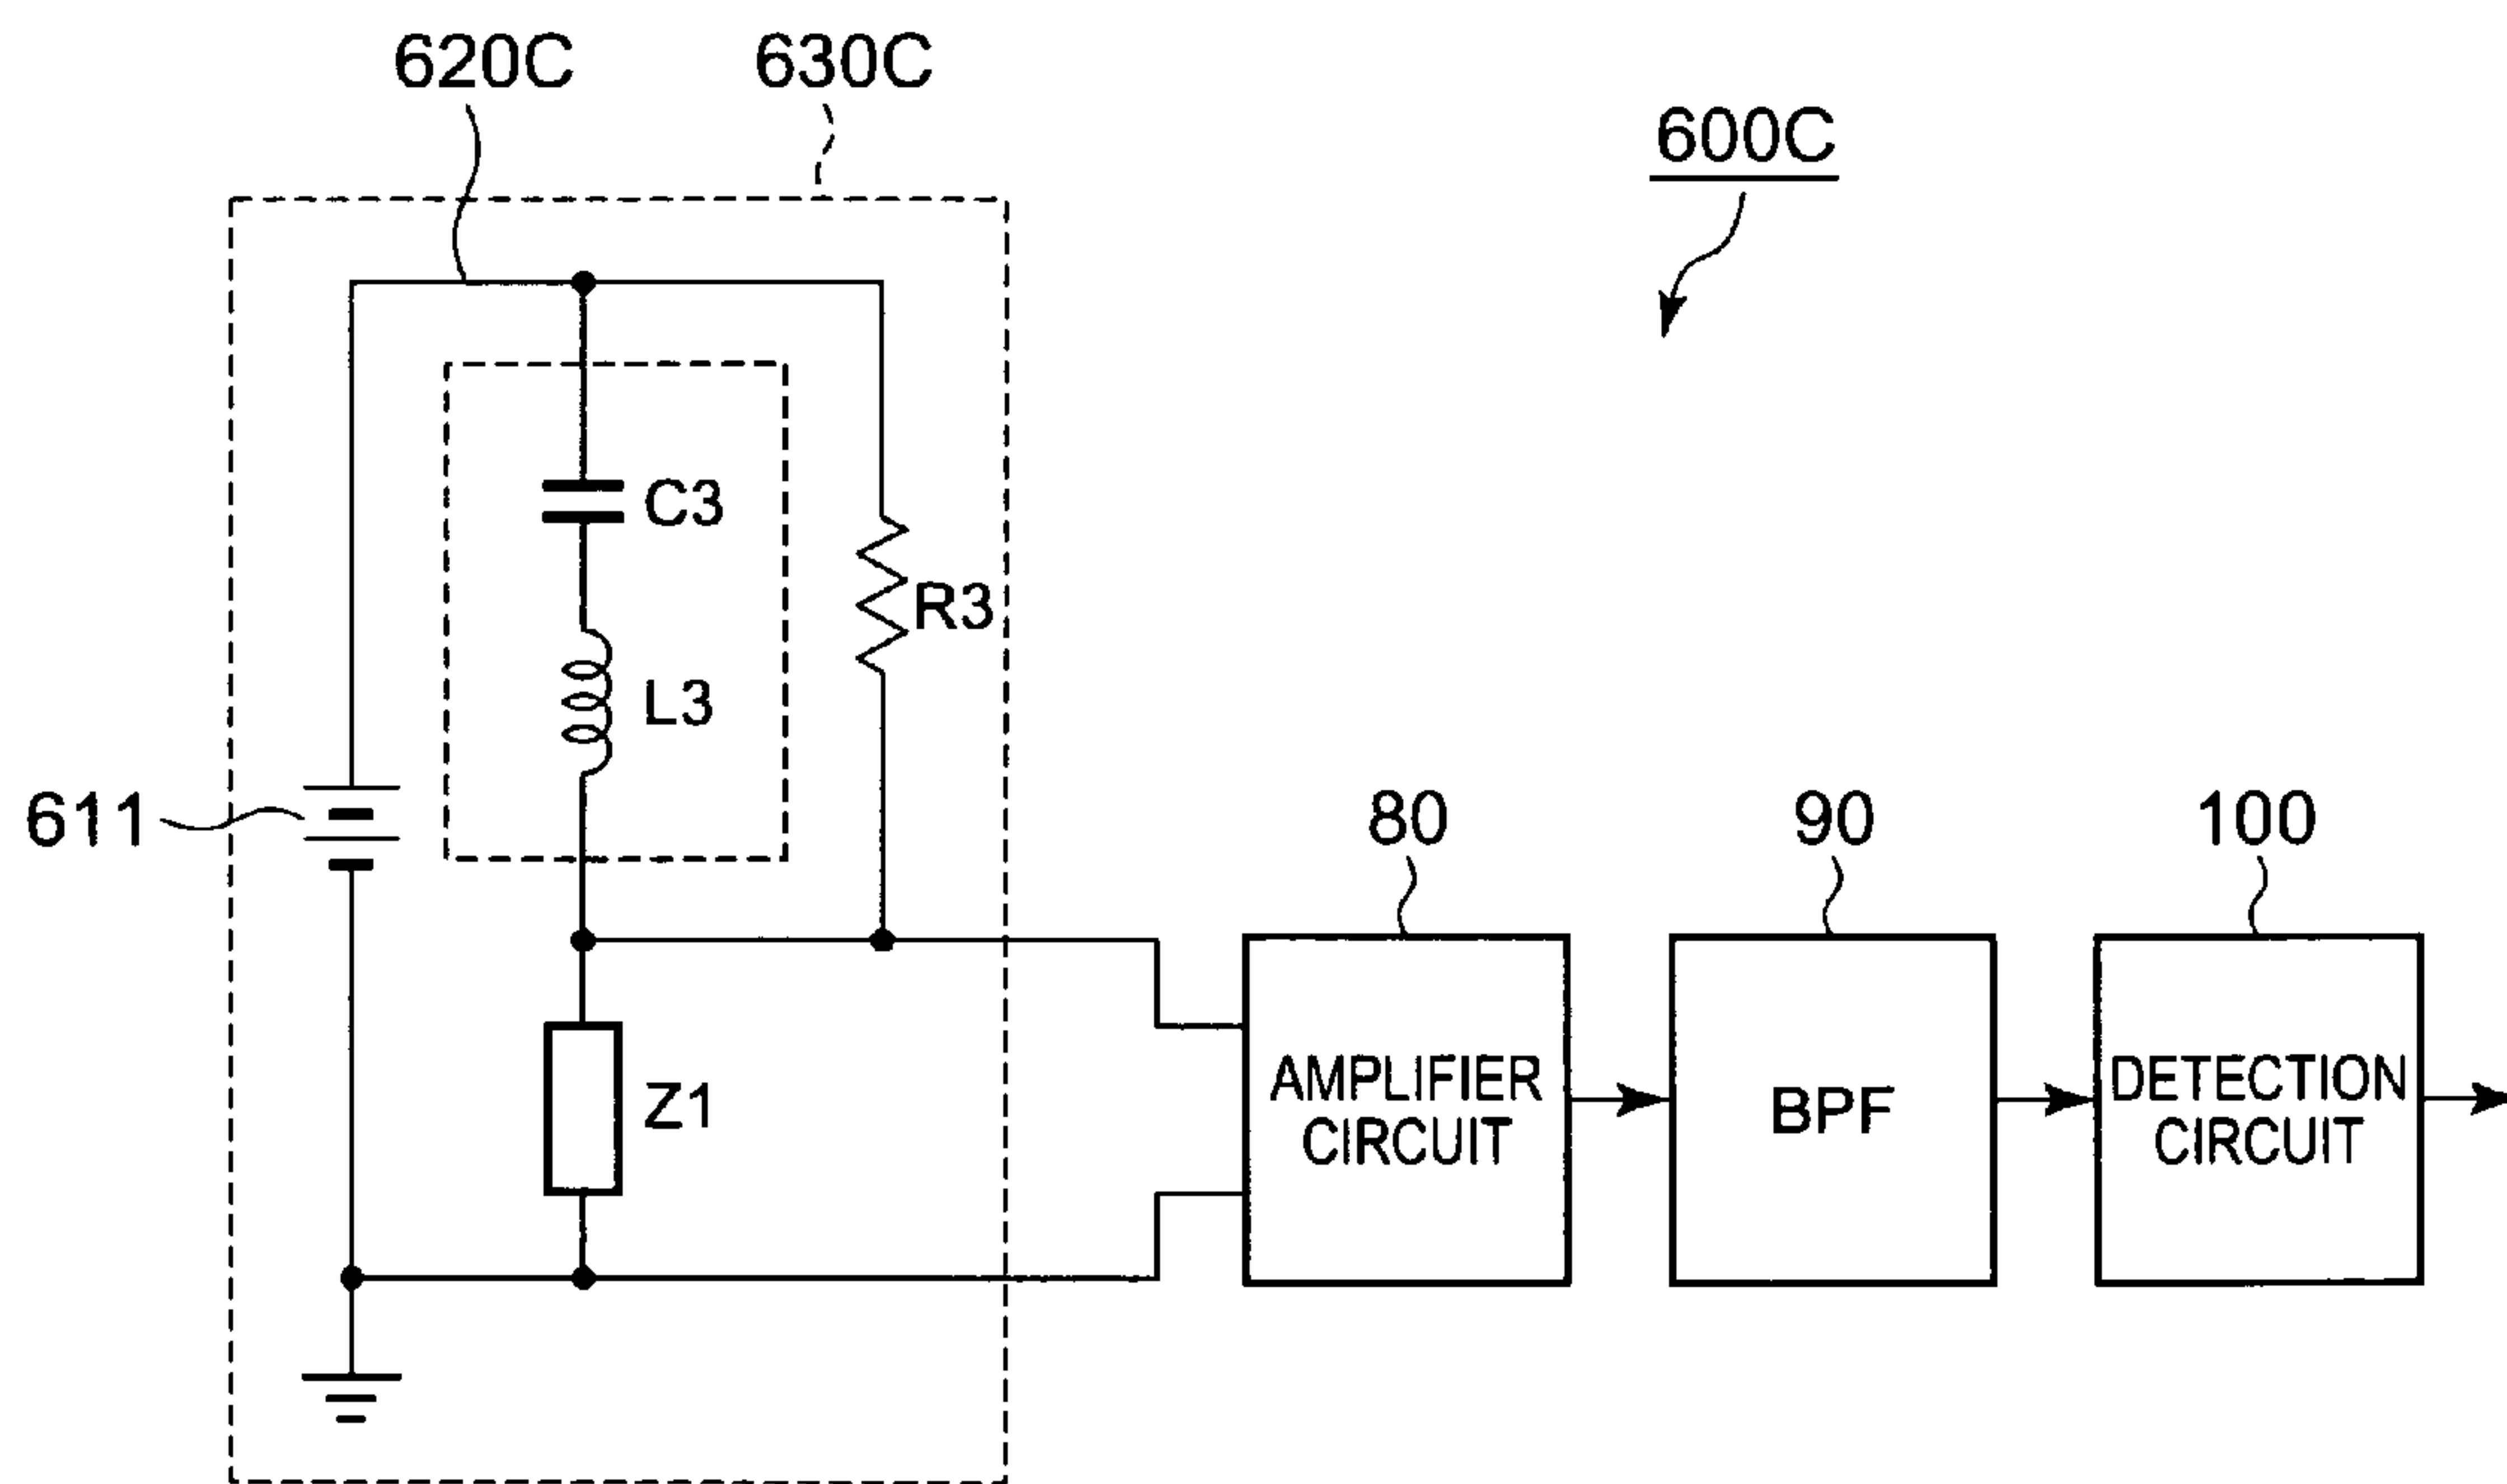 620C
630C
600C
C3
R3
L3
611
80
90
100
Z1
AMPLIFIER
CIRCUIT
BPF
DETECTION
CIRCUIT